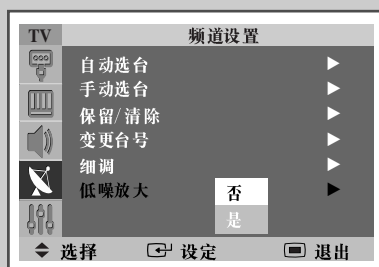 TV 频道设置
自动选台
手动选台
保留/清除
变更台号
细调
低噪放大 否
是
选择 设定 退出